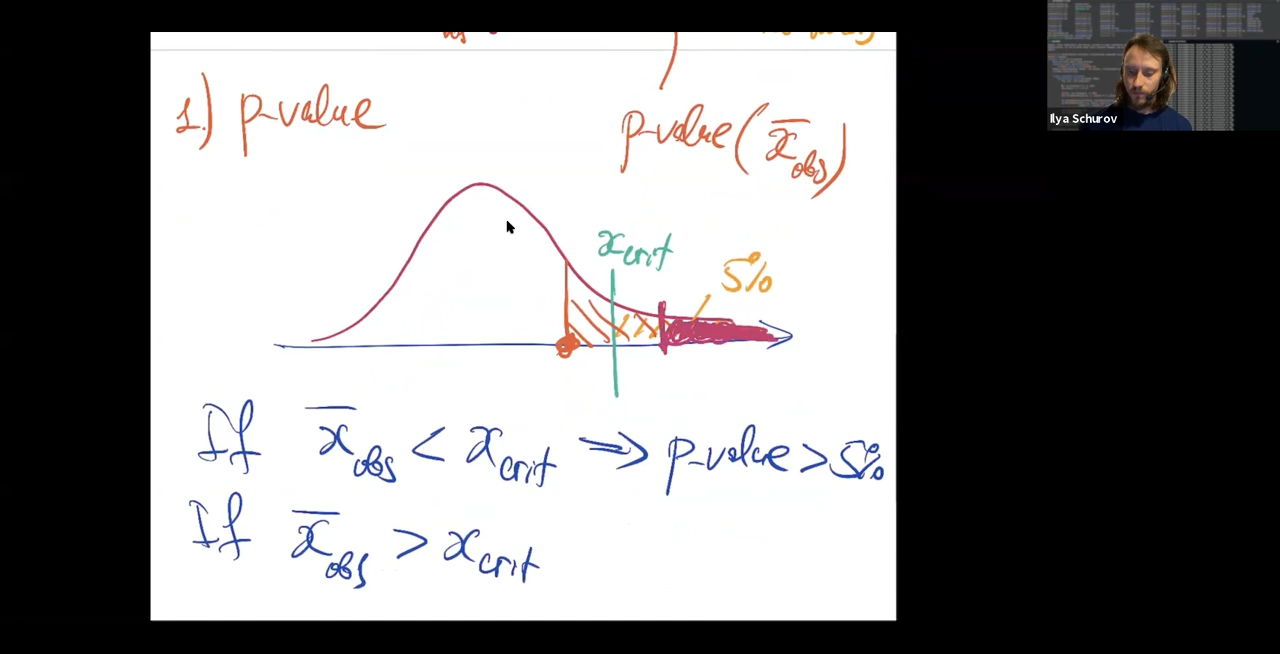 1.) p-value
p-value(x̅obs)
xcrit
5%
If x̅obs < xcrit ⇒ p-value > 5%
If x̅obs > xcrit
Ilya Schurov